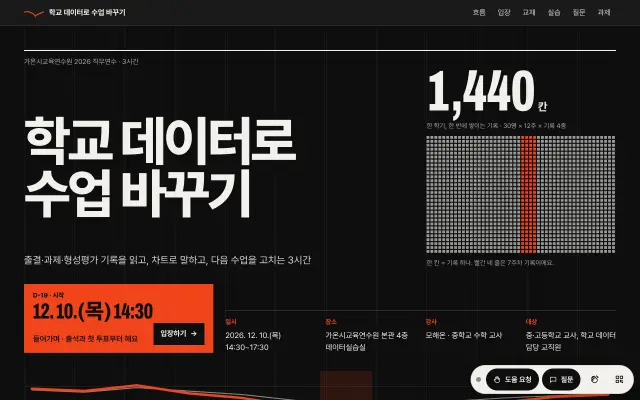 학교 데이터로 수업 바꾸기
흐름 입장 교재 실습 질문 과제
가온시교육연수원 2026 직무연수 · 3시간
1,440 칸
한 학기, 한 반에 쌓이는 기록 · 30명 × 12주 × 기록 4종
학교 데이터로
수업 바꾸기
한 칸 = 기록 하나. 빨간 네 줄은 7주차 기록이에요.
출결·과제·형성평가 기록을 읽고, 차트로 말하고, 다음 수업을 고치는 3시간
D-19 · 시작
12. 10.(목) 14:30
들어가며 · 출석과 첫 투표부터 해요
입장하기 →
일시
2026. 12. 10.(목)
14:30–17:30
장소
가온시교육연수원 본관 4층
데이터실습실
강사
모해온 · 중학교 수학 교사
대상
중·고등학교 교사, 학교 데이터
담당 교직원
도움 요청
질문